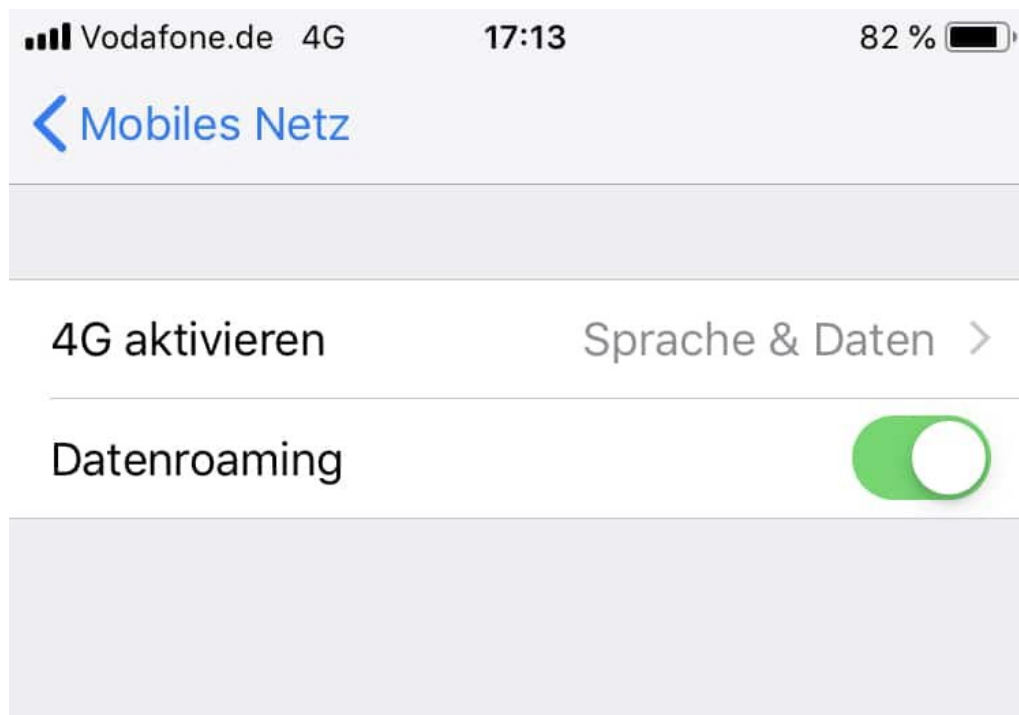 Vodafone.de 4G 17:13 82 %
Mobiles Netz
4G aktivieren Sprache & Daten
Datenroaming